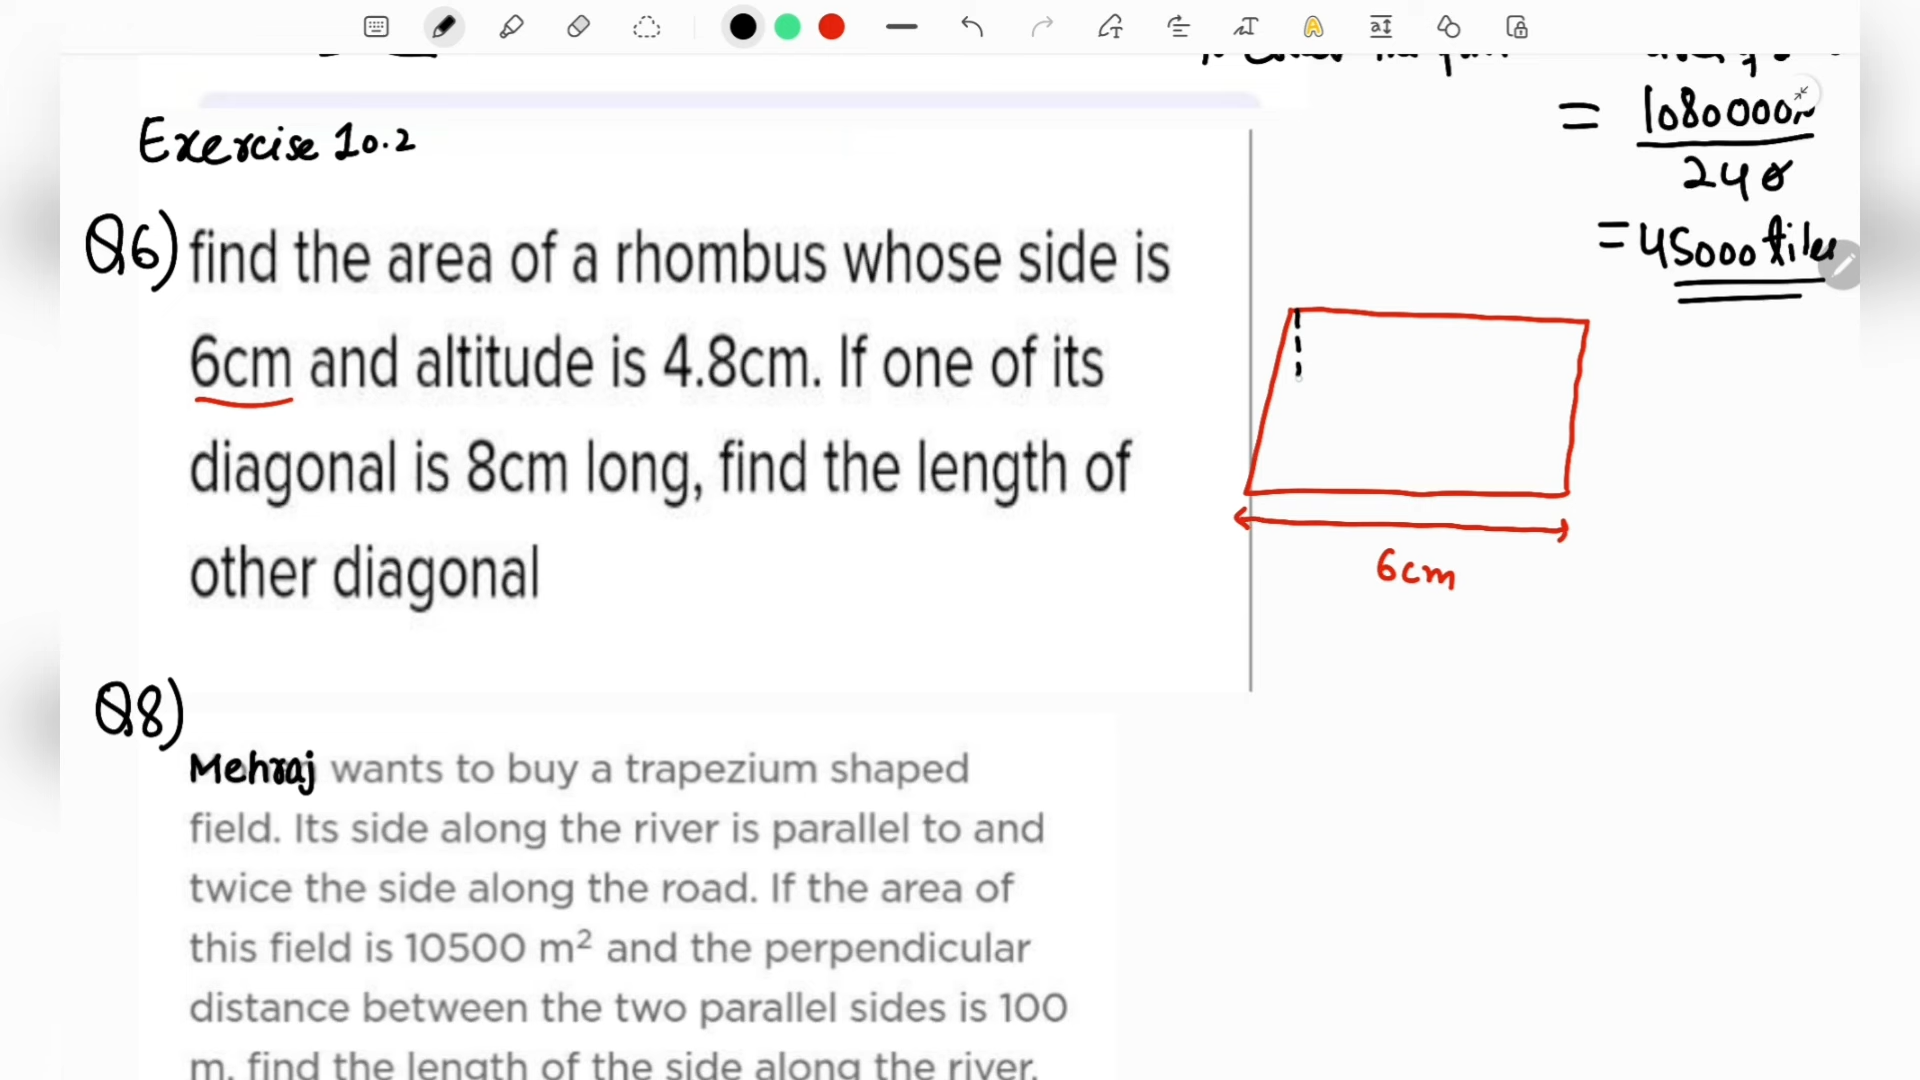 Exercise 10.2
Q6) find the area of a rhombus whose side is
6cm and altitude is 4.8cm. If one of its
diagonal is 8cm long, find the length of
other diagonal
= 1080000
240
= 45000 tiles
6cm
Q8)
Mehraj wants to buy a trapezium shaped
field. Its side along the river is parallel to and
twice the side along the road. If the area of
this field is 10500 m² and the perpendicular
distance between the two parallel sides is 100
m, find the length of the side along the river.